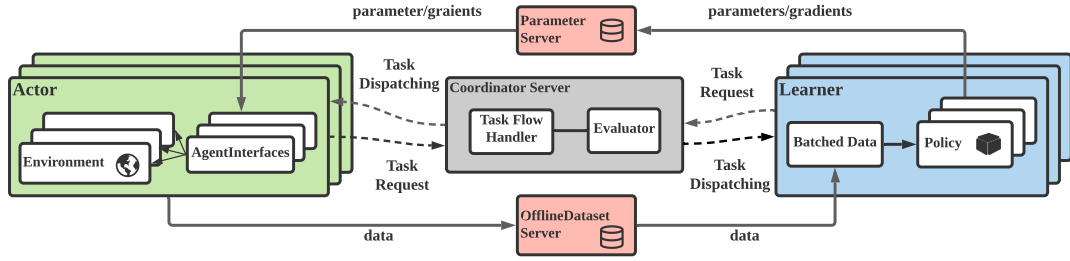 parameter/graients
Parameter
Server
parameters/gradients
Actor
Task
Dispatching
Coordinator Server
Task
Request
Learner
Task Flow
Handler
Evaluator
Environment
AgentInterfaces
Batched Data
Policy
Task
Request
Task
Dispatching
OfflineDataset
Server
data
data